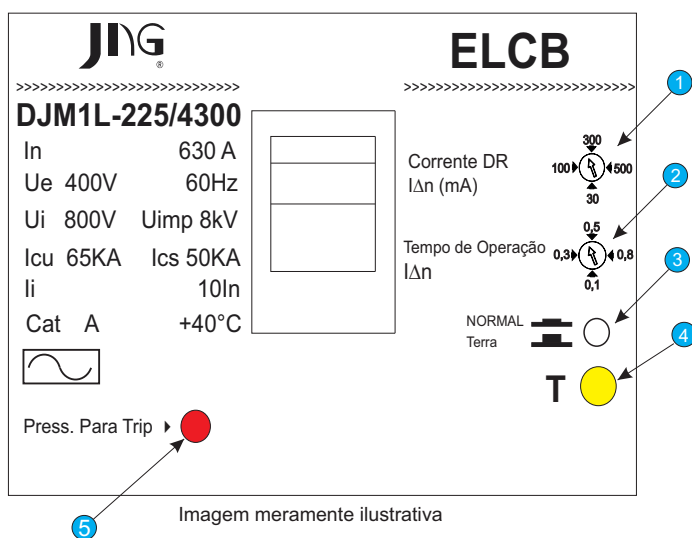 JNG ®
ELCB
>>>>>>>>>>>>>>>>>>>>>>>>>>>>
>>>>>>>>>>>>>>>>>>>>>>>>>>>>>
DJM1L-225/4300
In 630 A
Ue 400V 60Hz
Ui 800V Uimp 8kV
Icu 65KA Ics 50KA
Ii 10In
Cat A +40°C
Press. Para Trip
Corrente DR
I∆n (mA)
300
100
500
30
Tempo de Operação
I∆n
0,5
0,3
0,8
0,1
NORMAL
Terra
T
1
2
3
4
5
Imagem meramente ilustrativa